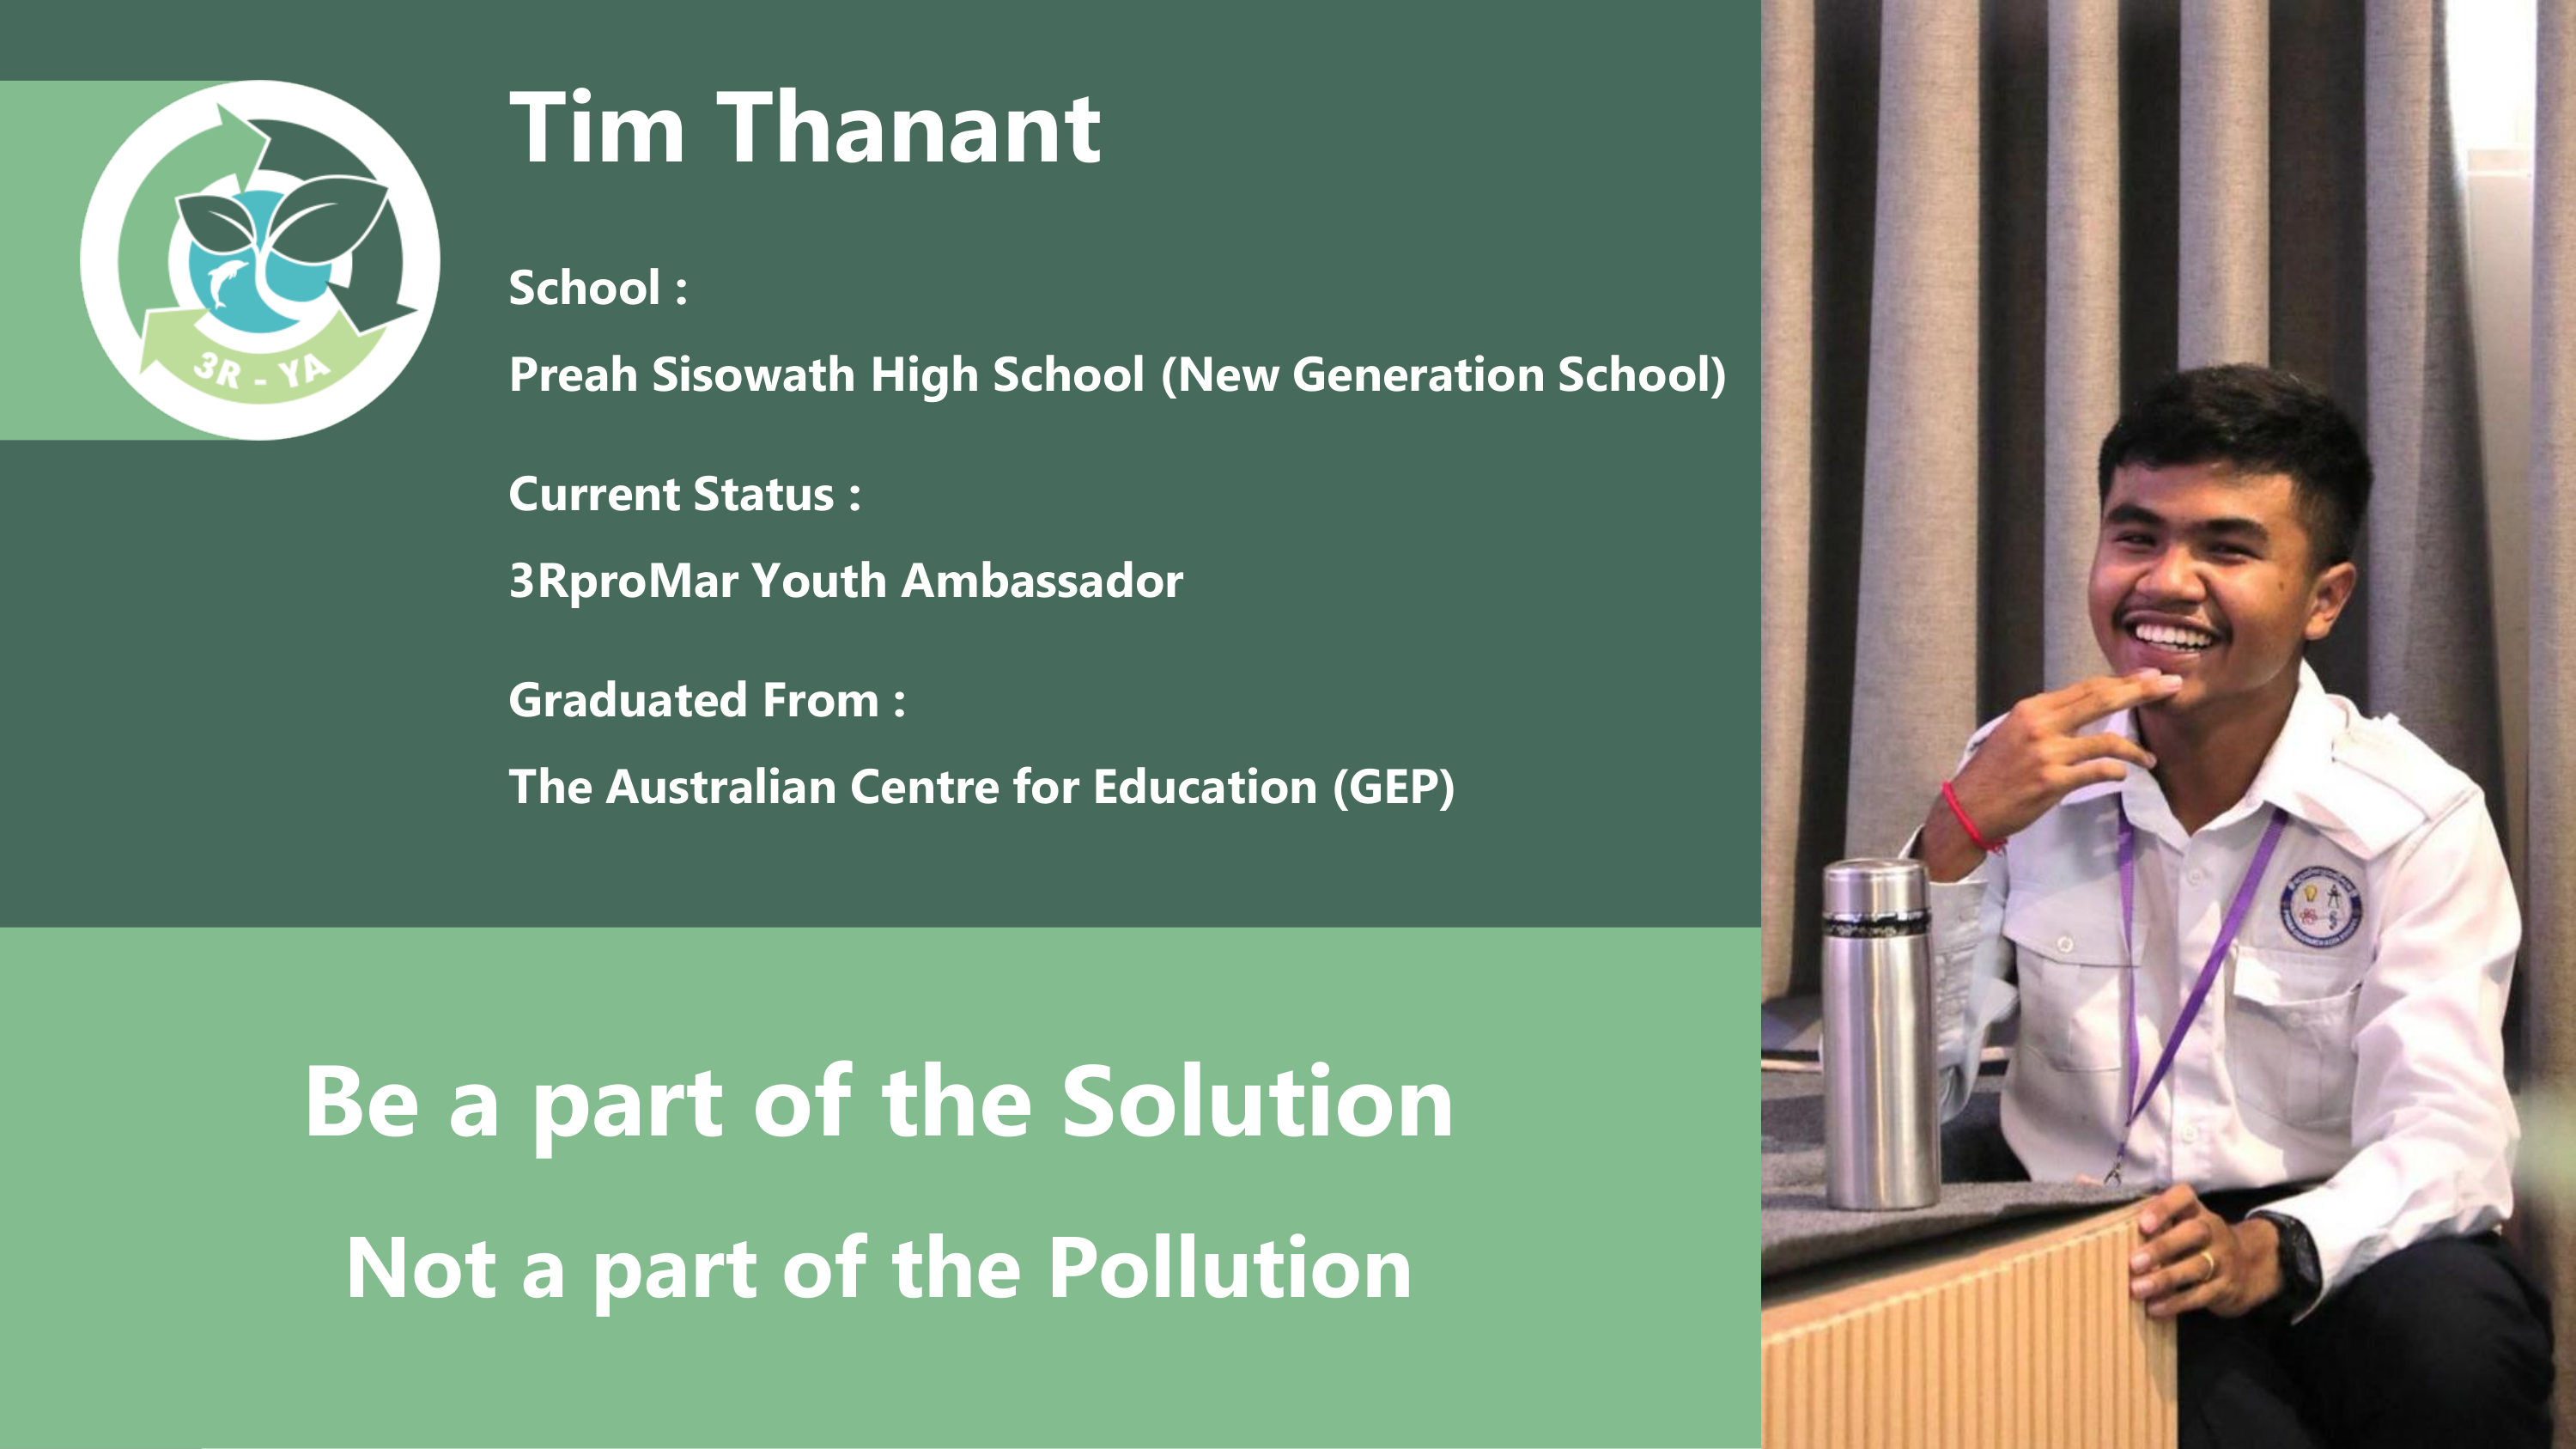 Tim Thanant
School :
Preah Sisowath High School (New Generation School)
Current Status :
3RproMar Youth Ambassador
Graduated From :
The Australian Centre for Education (GEP)
3R - YA
Be a part of the Solution
Not a part of the Pollution